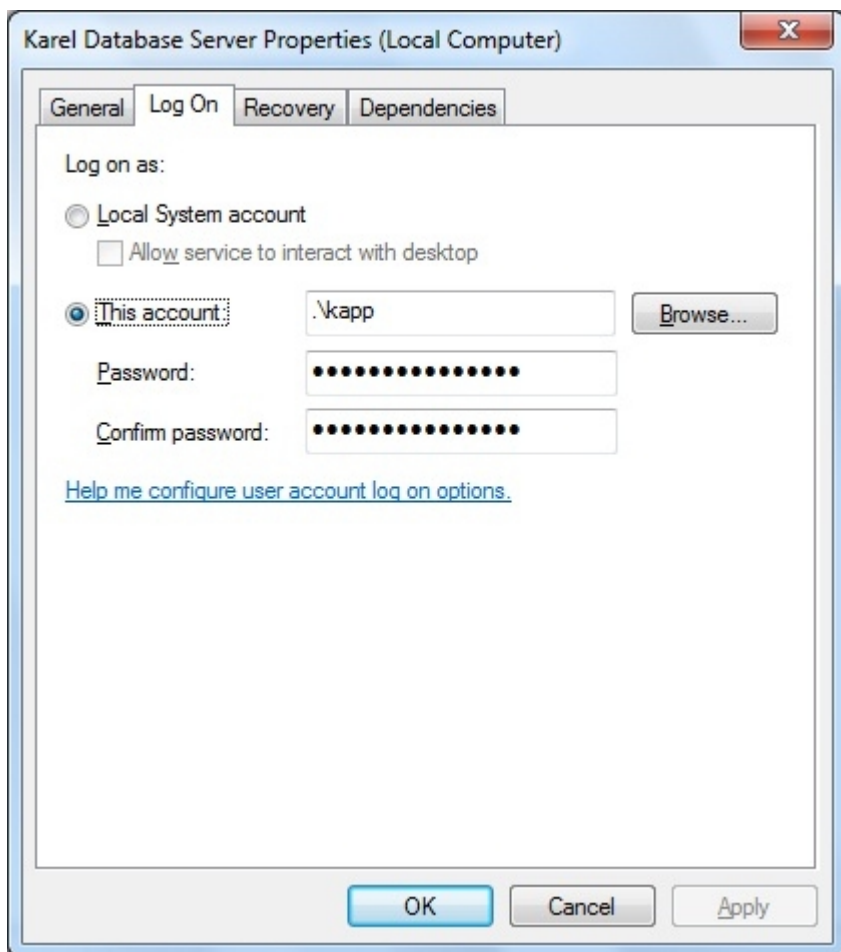 Karel Database Server Properties (Local Computer)
General Log On Recovery Dependencies
Log on as:
Local System account
Allow service to interact with desktop
This account: .\kapp Browse...
Password: ●●●●●●●●●●●●●●●
Confirm password: ●●●●●●●●●●●●●●●
Help me configure user account log on options.
OK Cancel Apply